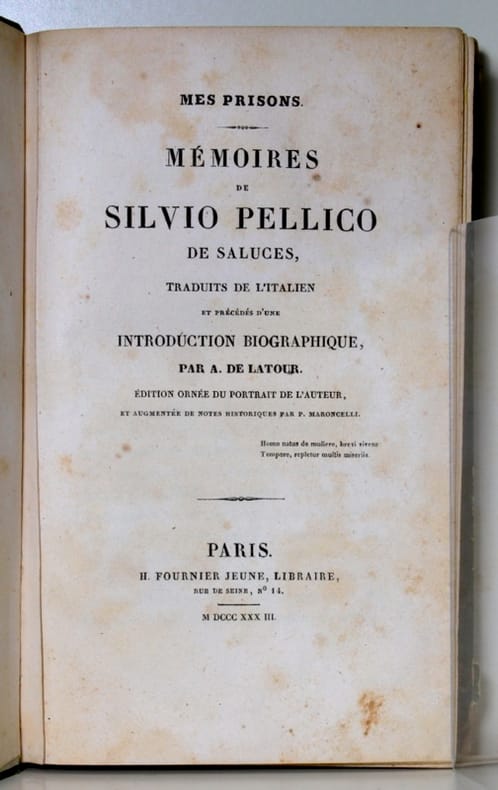 MES PRISONS.
MÉMOIRES
DE
SILVIO PELLICO
DE SALUCES,
TRADUITS DE L'ITALIEN
ET PRÉCÉDÉS D'UNE
INTRODUCTION BIOGRAPHIQUE,
PAR A. DE LATOUR.
ÉDITION ORNÉE DU PORTRAIT DE L'AUTEUR,
ET AUGMENTÉE DE NOTES HISTORIQUES PAR P. MARONCELLI.
Homo natus de muliere, brevi vivens
Tempore, repletur multis miseriis.
PARIS.
H. FOURNIER JEUNE, LIBRAIRE,
RUE DE SEINE, Nº 14.
M DCCC XXX III.